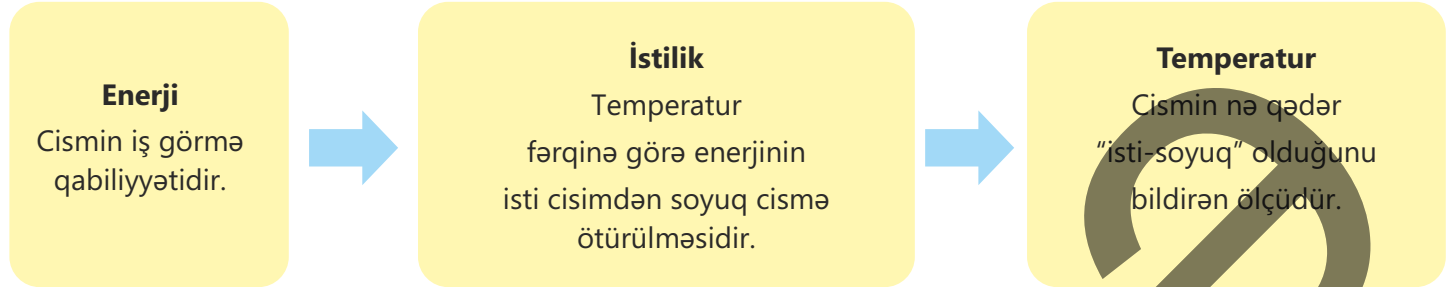 Enerji
Cismin iş görmə
qabiliyyətidir.
İstilik
Temperatur
fərqinə görə enerjinin
isti cisimdən soyuq cismə
ötürülməsidir.
Temperatur
Cismin nə qədər
“isti-soyuq” olduğunu
bildirən ölçüdür.